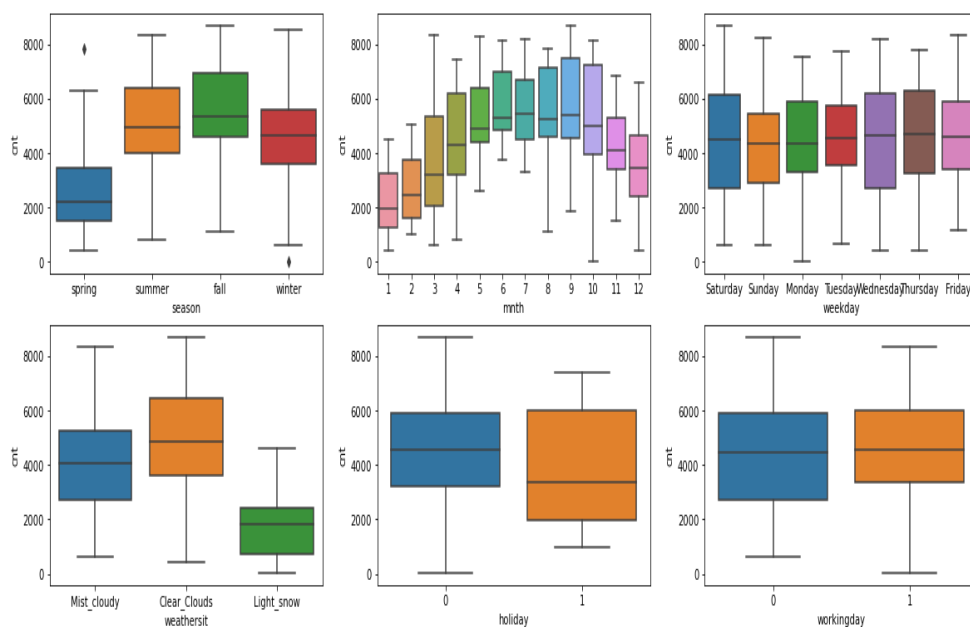 8000
6000
4000
2000
0
cnt
spring summer fall winter
season
8000
6000
4000
2000
0
cnt
1 2 3 4 5 6 7 8 9 10 11 12
mnth
8000
6000
4000
2000
0
cnt
Saturday Sunday Monday Tuesday Wednesday Thursday Friday
weekday
8000
6000
4000
2000
0
cnt
Mist_cloudy Clear_Clouds Light_snow
weathersit
8000
6000
4000
2000
0
cnt
0 1
holiday
8000
6000
4000
2000
0
cnt
0 1
workingday